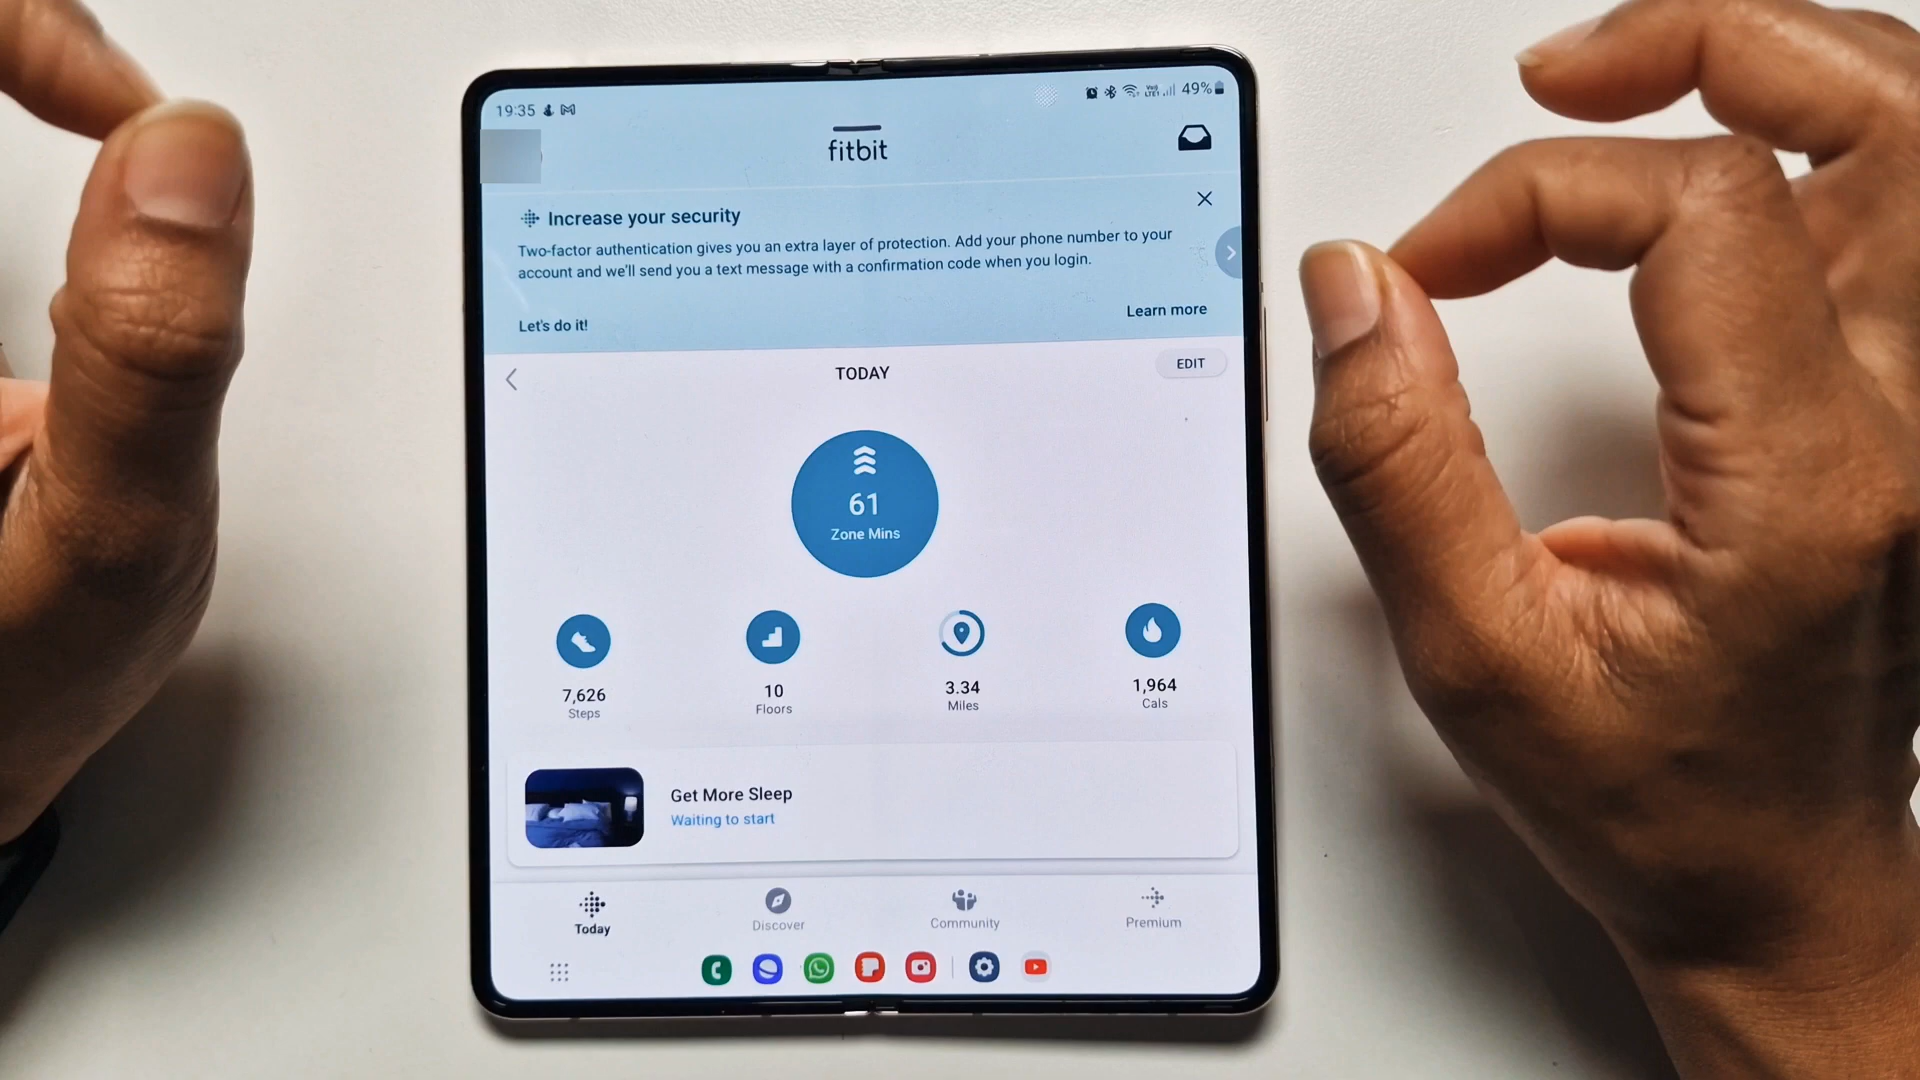 19:35
49%
fitbit
Increase your security
Two-factor authentication gives you an extra layer of protection. Add your phone number to your
account and we'll send you a text message with a confirmation code when you login.
Let's do it!
Learn more
TODAY
EDIT
61
Zone Mins
7,626
Steps
10
Floors
3.34
Miles
1,964
Cals
Get More Sleep
Waiting to start
Today
Discover
Community
Premium